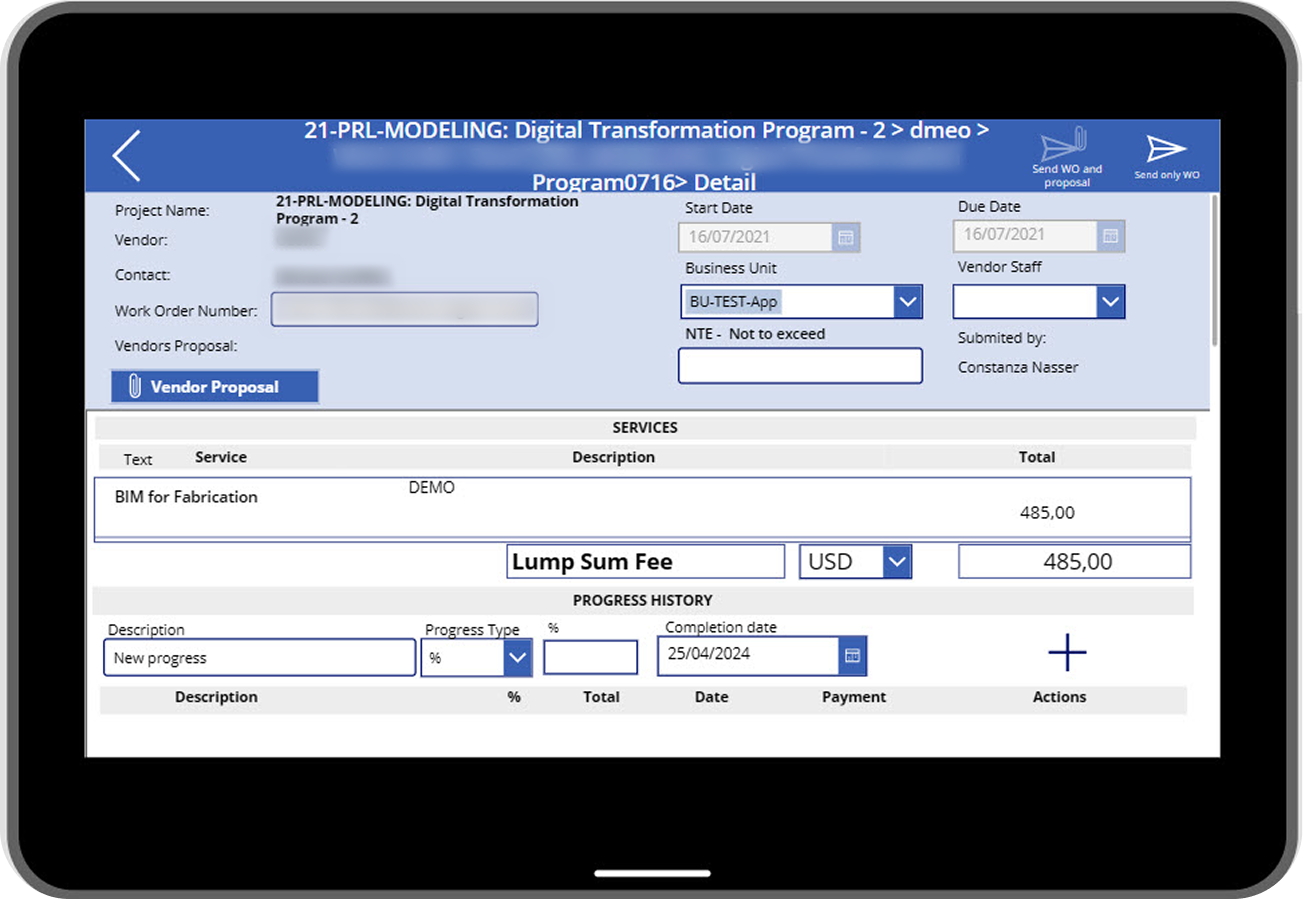 21-PRL-MODELING: Digital Transformation Program - 2 > dmeo >
Program0716> Detail
Send WO and
proposal
Send only WO
Project Name:
21-PRL-MODELING: Digital Transformation
Program - 2
Vendor:
Contact:
Work Order Number:
Vendors Proposal:
Vendor Proposal
Start Date
16/07/2021
Business Unit
BU-TEST-App
NTE - Not to exceed
Due Date
16/07/2021
Vendor Staff
Submited by:
Constanza Nasser
SERVICES
Text Service Description Total
BIM for Fabrication DEMO 485,00
Lump Sum Fee USD 485,00
PROGRESS HISTORY
Description Progress Type % Completion date
New progress % 25/04/2024
Description % Total Date Payment Actions